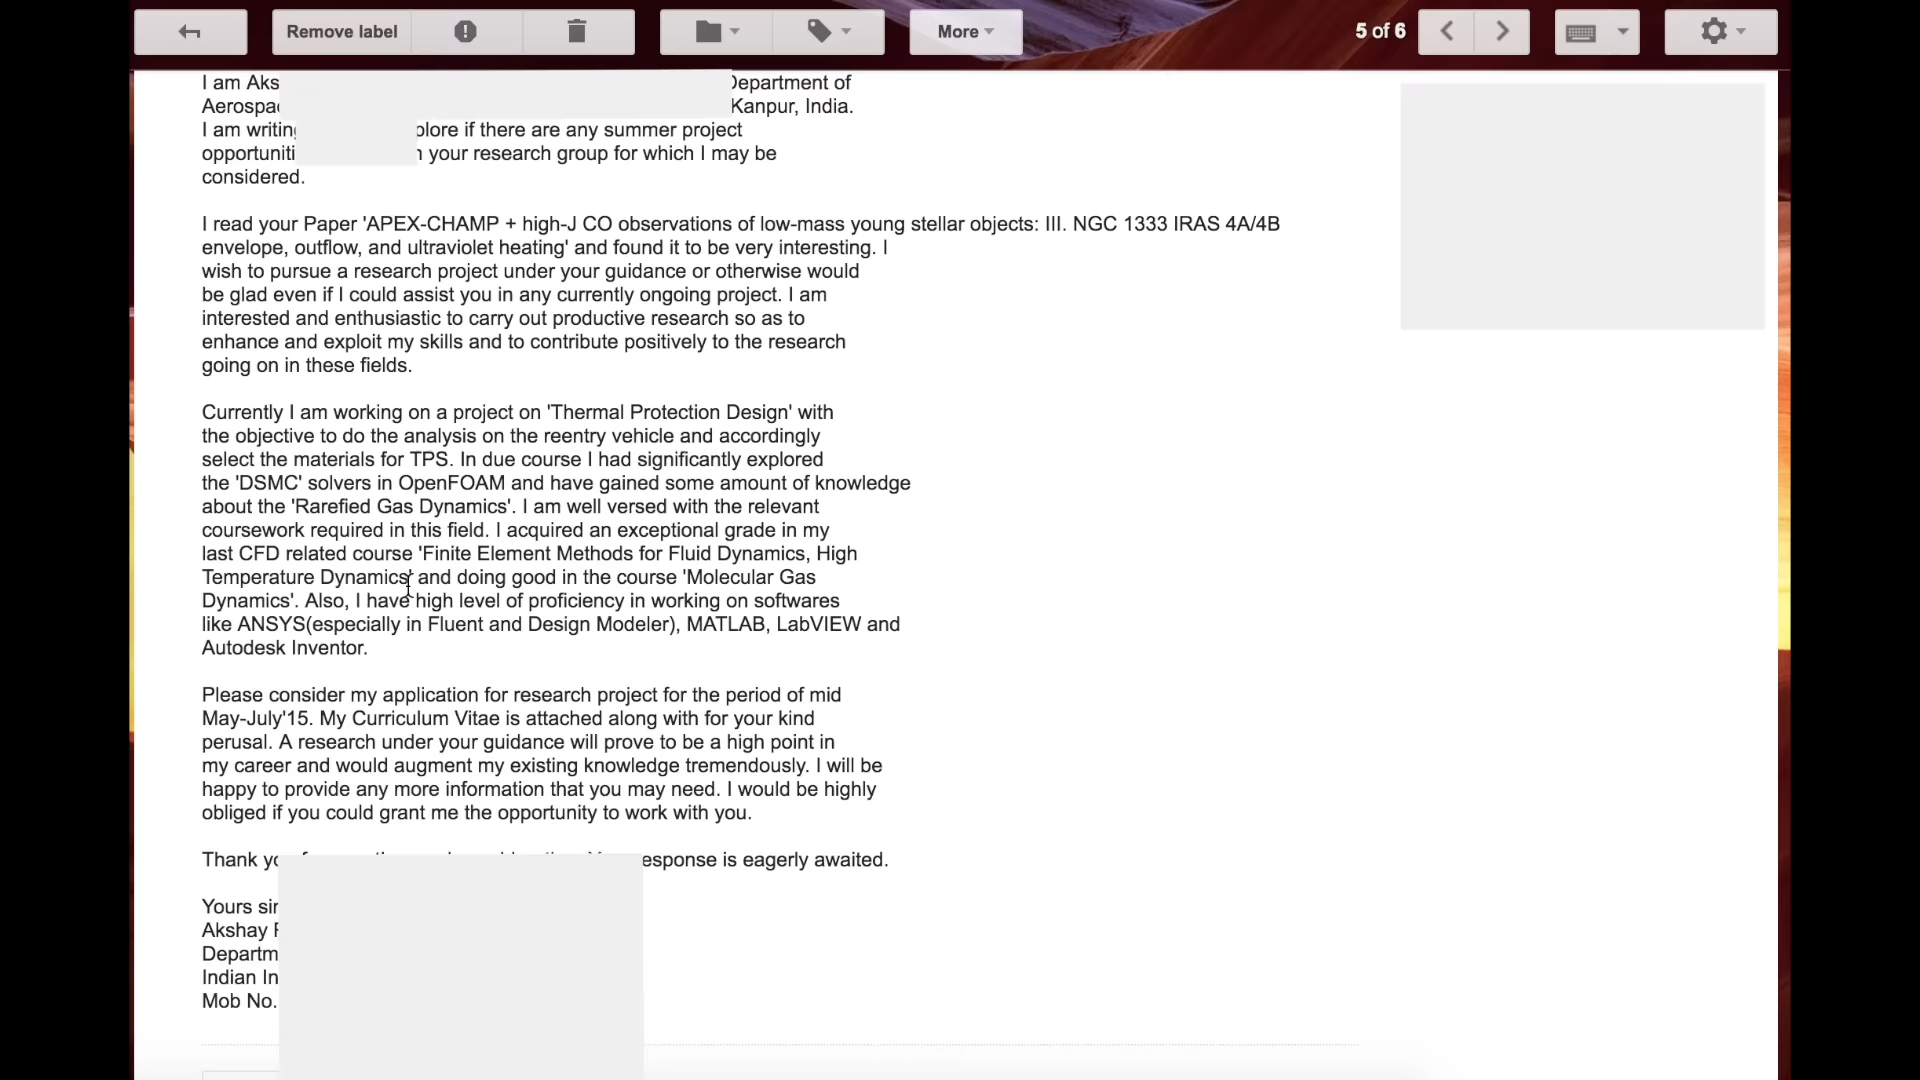 Remove label
More
5 of 6
I am Aks Department of
Aerospac Kanpur, India.
I am writing plore if there are any summer project
opportuniti your research group for which I may be
considered.
I read your Paper 'APEX-CHAMP + high-J CO observations of low-mass young stellar objects: III. NGC 1333 IRAS 4A/4B
envelope, outflow, and ultraviolet heating' and found it to be very interesting. I
wish to pursue a research project under your guidance or otherwise would
be glad even if I could assist you in any currently ongoing project. I am
interested and enthusiastic to carry out productive research so as to
enhance and exploit my skills and to contribute positively to the research
going on in these fields.
Currently I am working on a project on 'Thermal Protection Design' with
the objective to do the analysis on the reentry vehicle and accordingly
select the materials for TPS. In due course I had significantly explored
the 'DSMC' solvers in OpenFOAM and have gained some amount of knowledge
about the 'Rarefied Gas Dynamics'. I am well versed with the relevant
coursework required in this field. I acquired an exceptional grade in my
last CFD related course 'Finite Element Methods for Fluid Dynamics, High
Temperature Dynamics' and doing good in the course 'Molecular Gas
Dynamics'. Also, I have high level of proficiency in working on softwares
like ANSYS(especially in Fluent and Design Modeler), MATLAB, LabVIEW and
Autodesk Inventor.
Please consider my application for research project for the period of mid
May-July'15. My Curriculum Vitae is attached along with for your kind
perusal. A research under your guidance will prove to be a high point in
my career and would augment my existing knowledge tremendously. I will be
happy to provide any more information that you may need. I would be highly
obliged if you could grant me the opportunity to work with you.
Thank yo esponse is eagerly awaited.
Yours sin
Akshay
Departm
Indian In
Mob No.